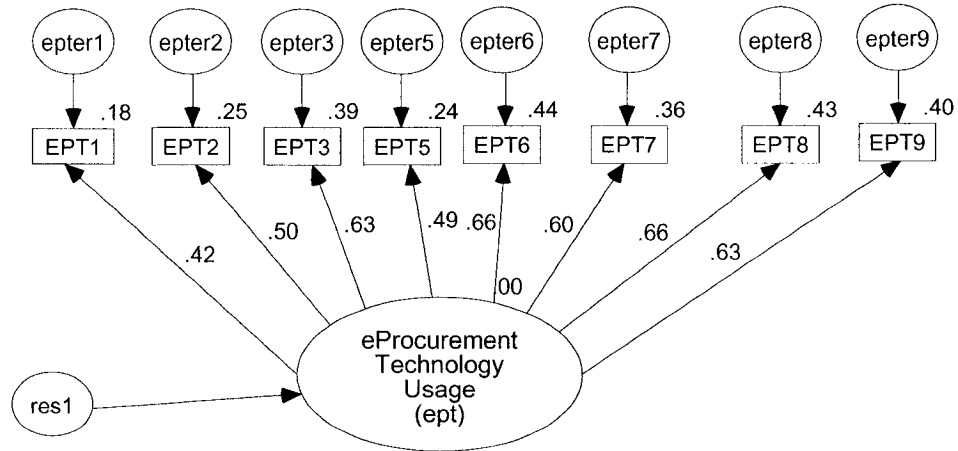 epter1 epter2 epter3 epter5 epter6 epter7 epter8 epter9
.18 .25 .39 .24 .44 .36 .43 .40
EPT1 EPT2 EPT3 EPT5 EPT6 EPT7 EPT8 EPT9
.42 .50 .63 .49 .66 .60 .66 .63
00
eProcurement
Technology
Usage
(ept)
res1